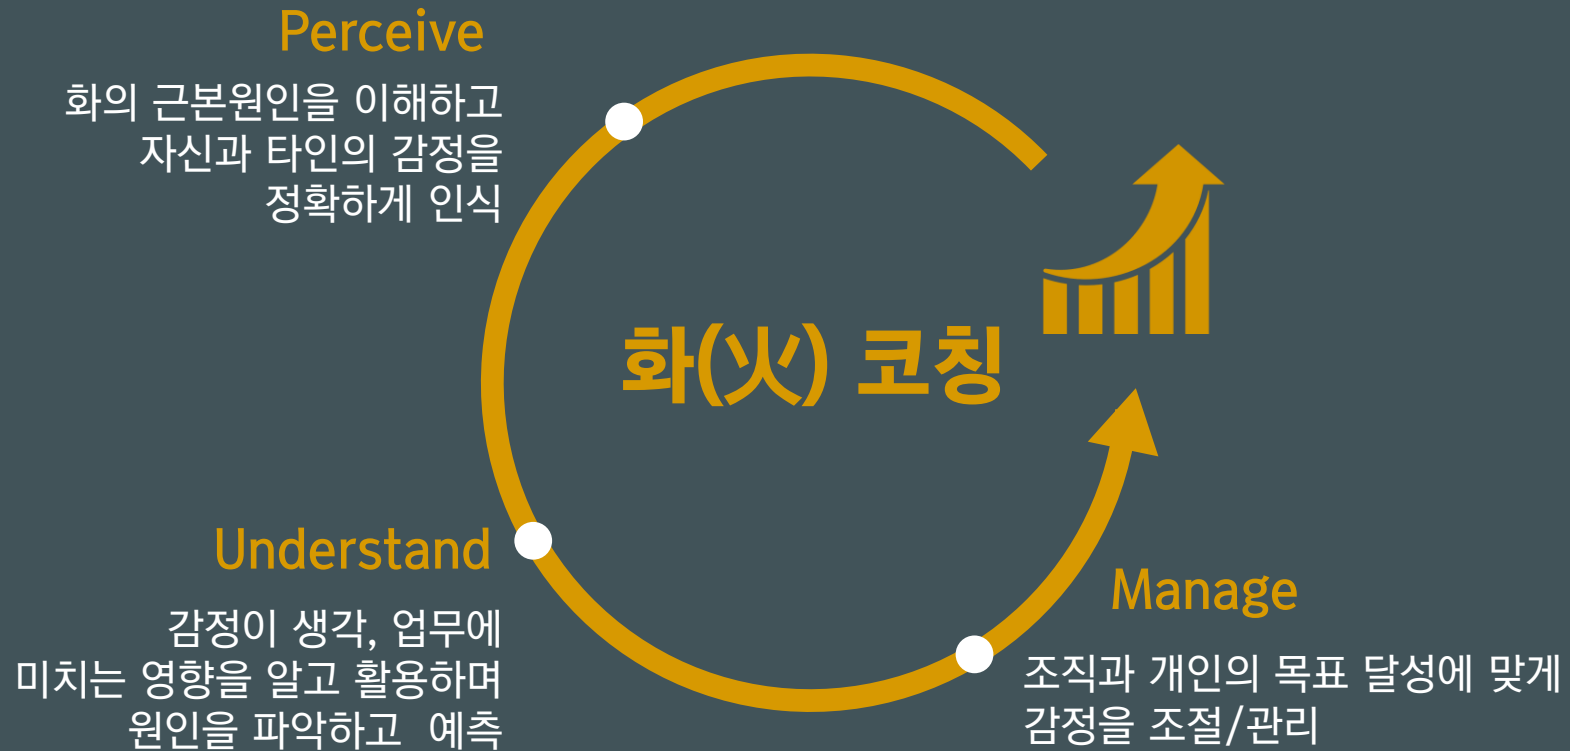 Perceive
화의 근본원인을 이해하고
자신과 타인의 감정을
정확하게 인식
화(火) 코칭
Understand
감정이 생각, 업무에
미치는 영향을 알고 활용하며
원인을 파악하고  예측
Manage
조직과 개인의 목표 달성에 맞게
감정을 조절/관리